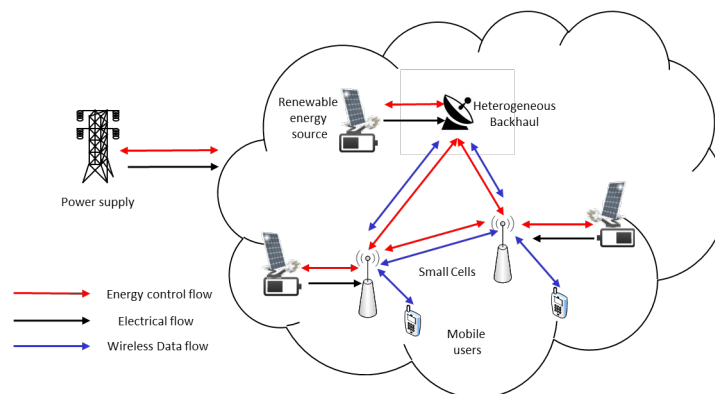 Renewable
energy
source
Heterogeneous
Backhaul
Power supply
Small Cells
Energy control flow
Electrical flow
Wireless Data flow
Mobile
users